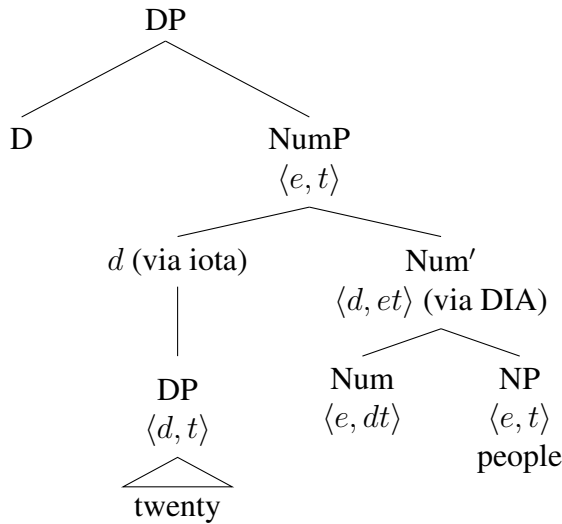 DP
D NumP
⟨e, t⟩
d (via iota) Num′
⟨d, et⟩ (via DIA)
DP Num NP
⟨d, t⟩ ⟨e, dt⟩ ⟨e, t⟩
people
twenty